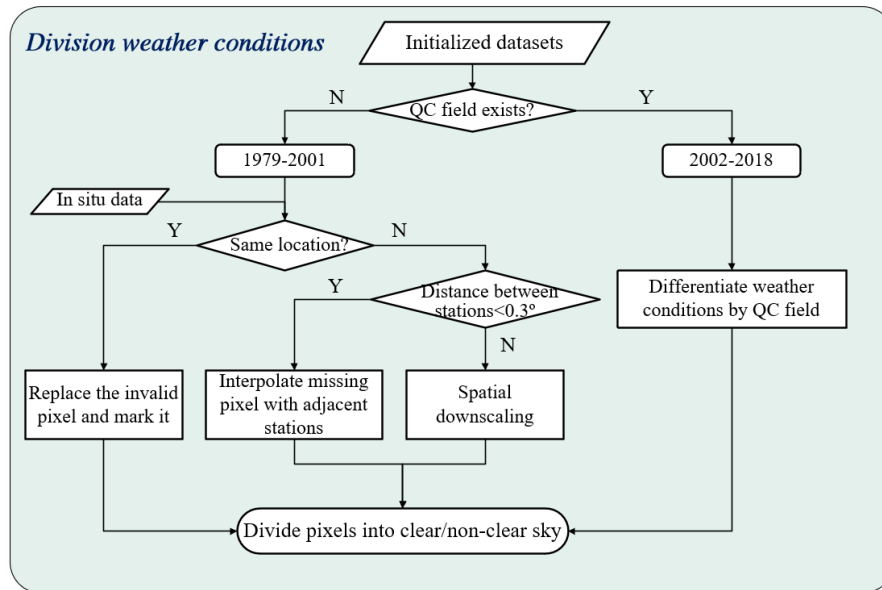 Division weather conditions
Initialized datasets
N
QC field exists?
Y
1979-2001
2002-2018
In situ data
Y
Same location?
N
Y
Distance between
stations<0.3°
Differentiate weather
conditions by QC field
N
Replace the invalid
pixel and mark it
Interpolate missing
pixel with adjacent
stations
Spatial
downscaling
Divide pixels into clear/non-clear sky